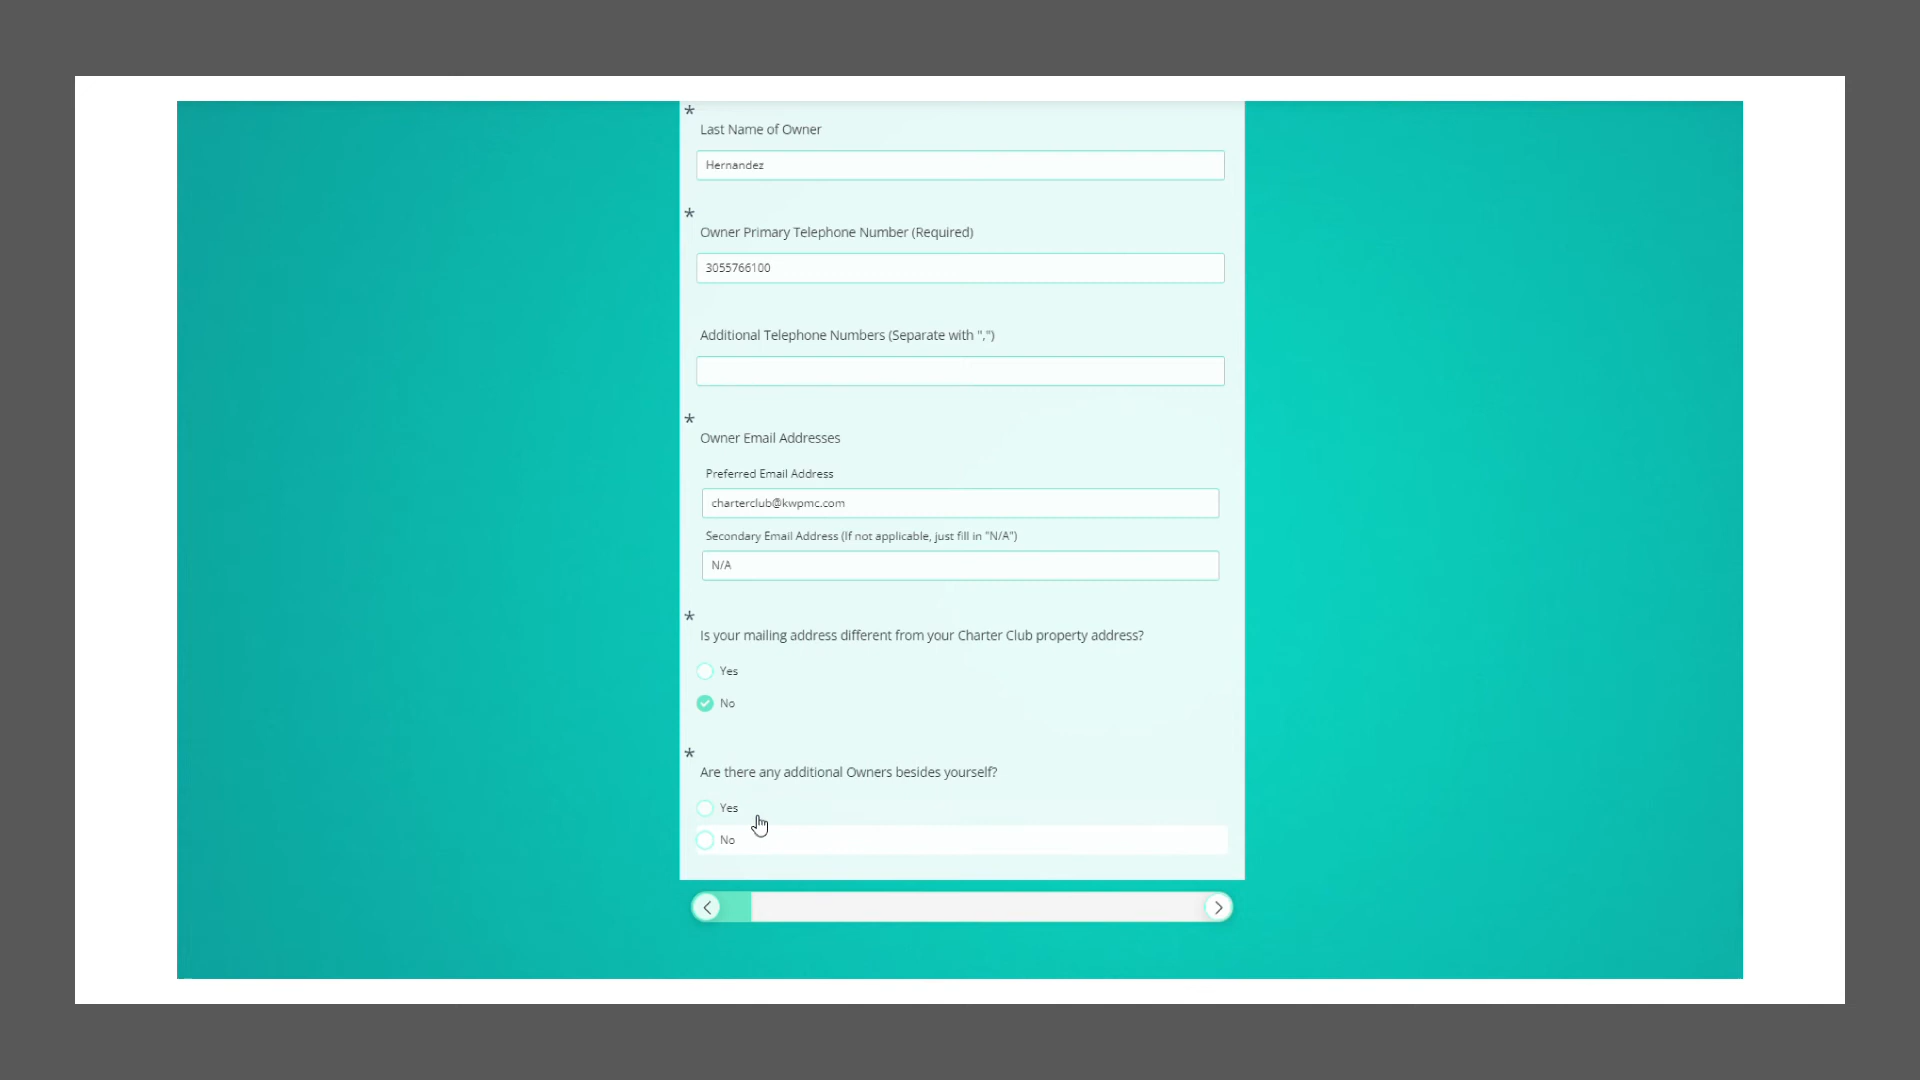 *
Last Name of Owner
Hernandez
*
Owner Primary Telephone Number (Required)
3055766100
Additional Telephone Numbers (Separate with ",")
*
Owner Email Addresses
Preferred Email Address
charterclub@kwpmc.com
Secondary Email Address (If not applicable, just fill in "N/A")
N/A
*
Is your mailing address different from your Charter Club property address?
Yes
No
*
Are there any additional Owners besides yourself?
Yes
No